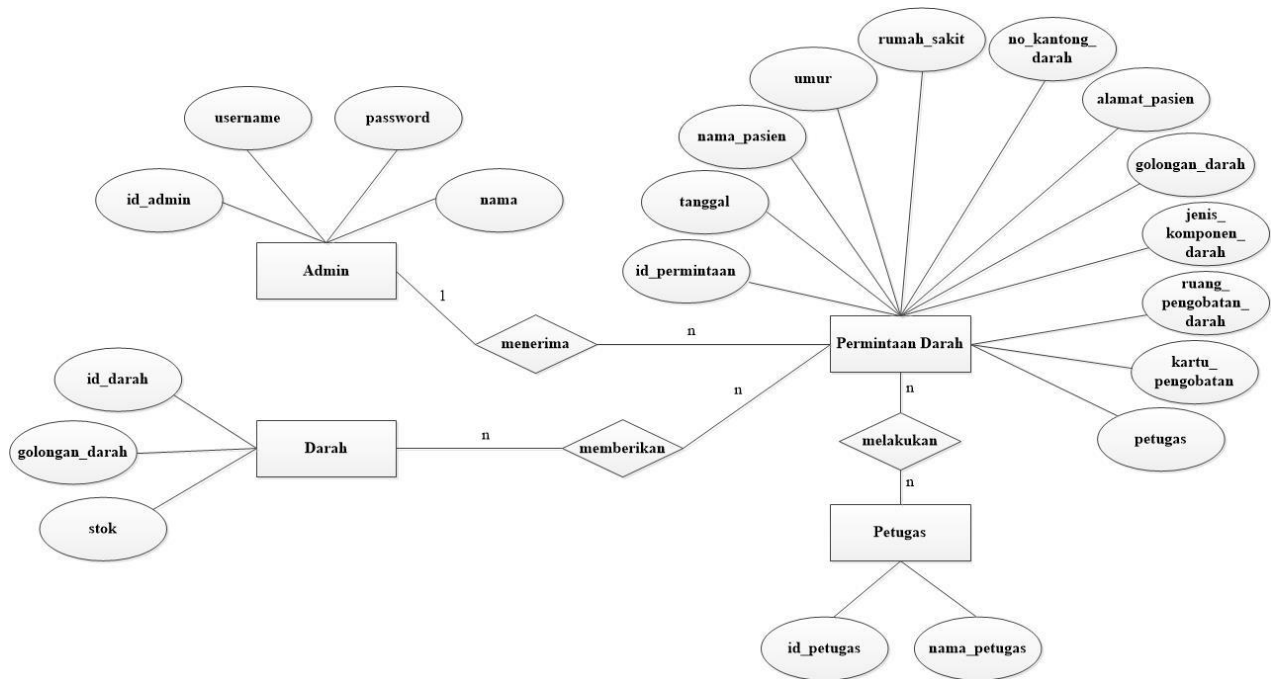 rumah_sakit
no_kantong_
darah
umur
alamat_pasien
username
password
nama_pasien
golongan_darah
id_admin
nama
tanggal
jenis_
komponen_
darah
Admin
id_permintaan
ruang_
pengobatan_
darah
1
menerima
n
Permintaan Darah
kartu_
pengobatan
id_darah
n
n
petugas
golongan_darah
Darah
n
memberikan
melakukan
n
stok
Petugas
id_petugas
nama_petugas